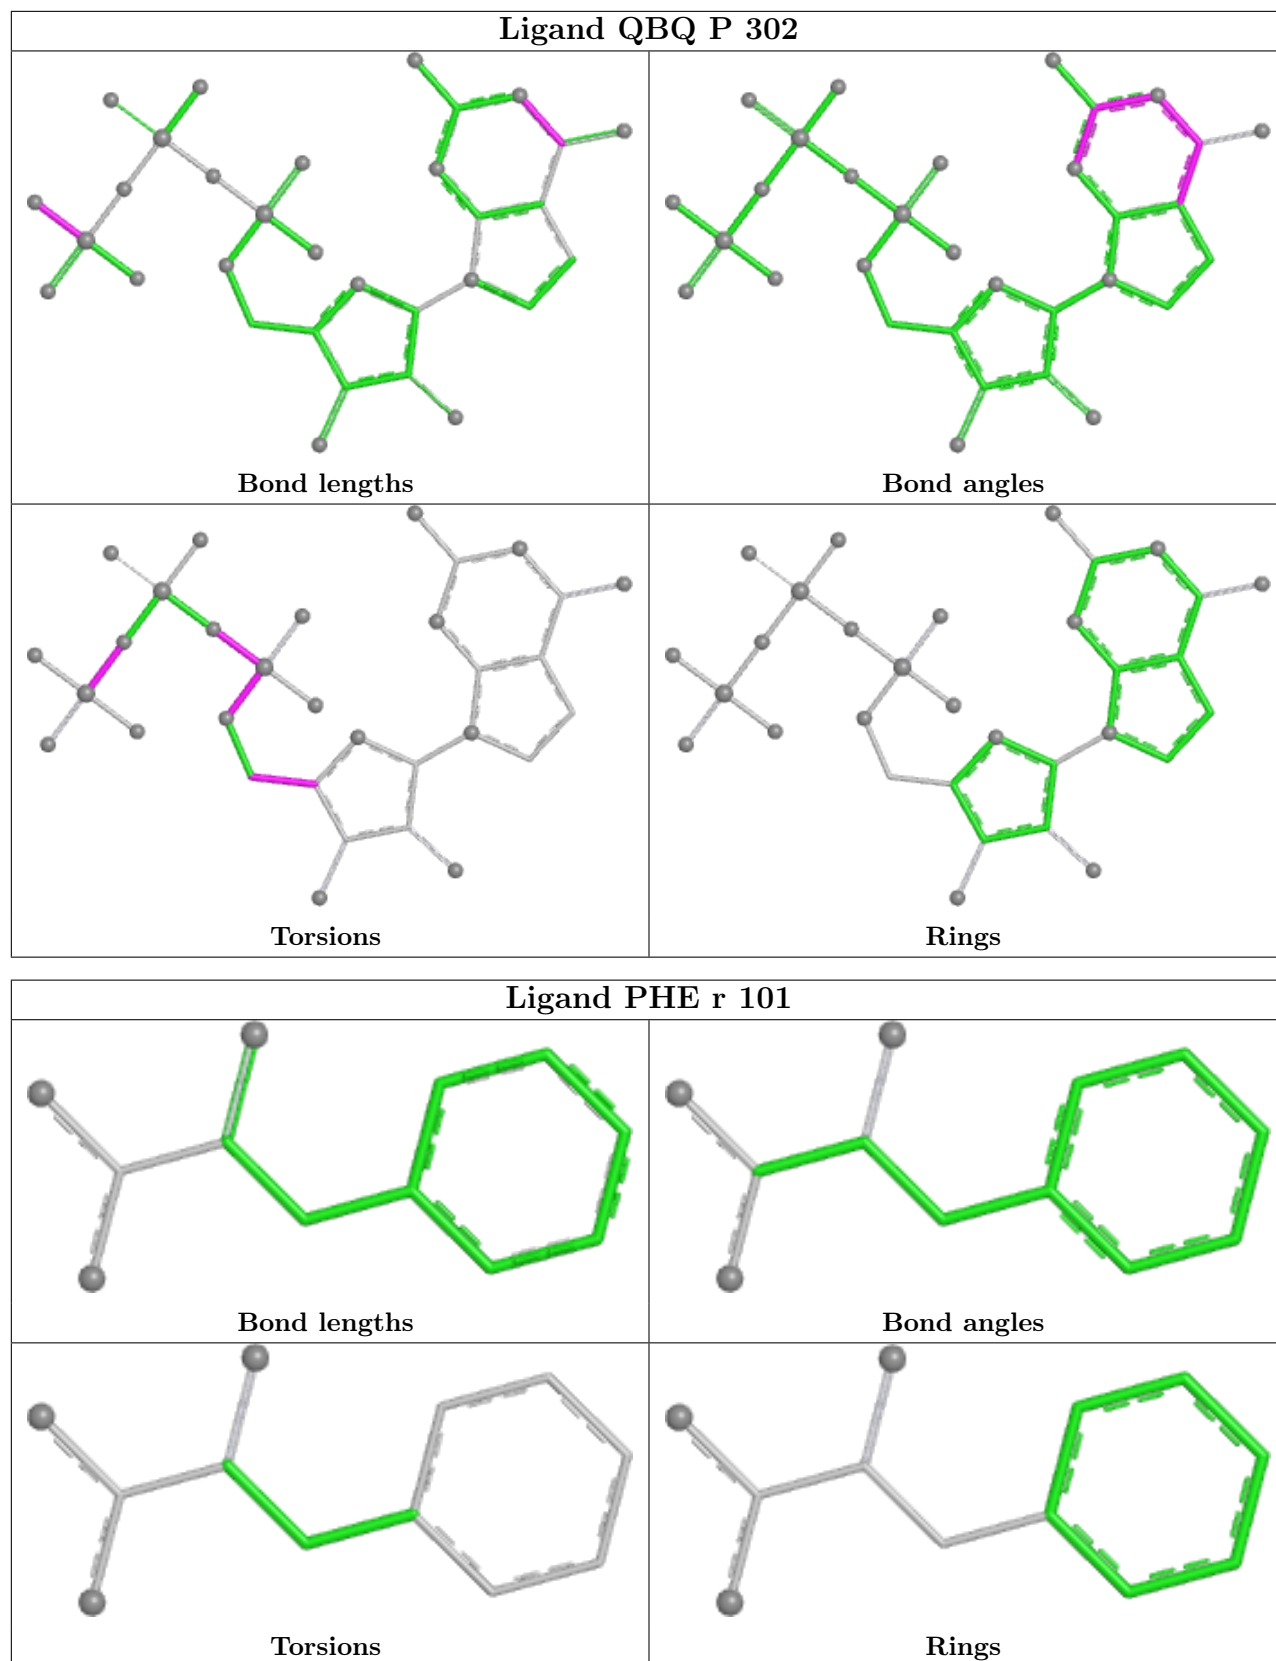 Ligand QBQ P 302
Bond lengths
Bond angles
Torsions
Rings
Ligand PHE r 101
Bond lengths
Bond angles
Torsions
Rings